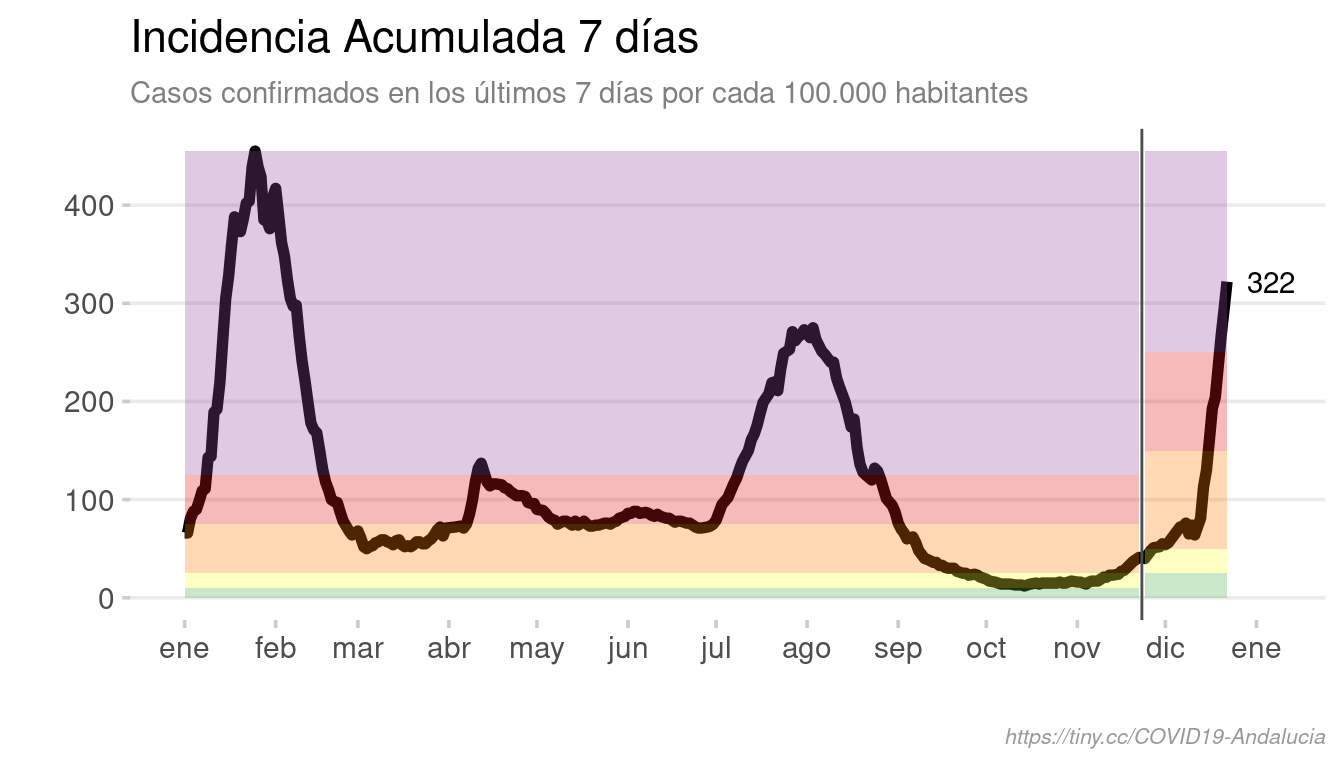 Incidencia Acumulada 7 días
Casos confirmados en los últimos 7 días por cada 100.000 habitantes
400
300
200
100
0
322
ene feb mar abr may jun jul ago sep oct nov dic ene
https://tiny.cc/COVID19-Andalucia